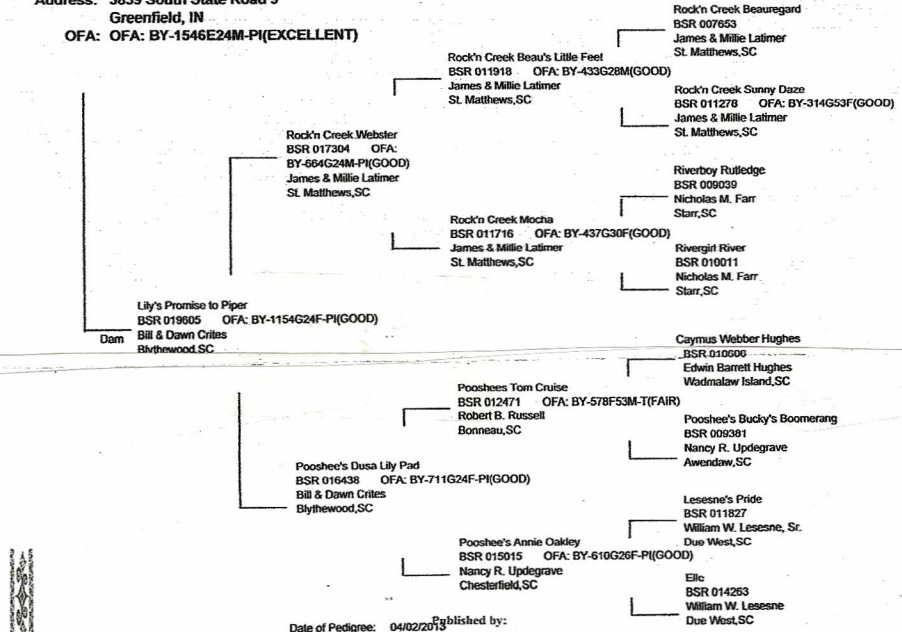 Address: 3839 South State Road 9
Greenfield, IN
OFA: OFA: BY-1546E24M-PI(EXCELLENT)
Rock'n Creek Beauregard
BSR 007653
James & Millie Latimer
St. Matthews,SC
Rock'n Creek Beau's Little Feet
BSR 011918 OFA: BY-433G28M(GOOD)
James & Millie Latimer
St. Matthews,SC
Rock'n Creek Sunny Daze
BSR 011278 OFA: BY-314G53F(GOOD)
James & Millie Latimer
St. Matthews,SC
Rock'n Creek Webster
BSR 017304 OFA:
BY-664G24M-PI(GOOD)
James & Millie Latimer
St. Matthews,SC
Riverboy Rutledge
BSR 009039
Nicholas M. Farr
Starr,SC
Rock'n Creek Mocha
BSR 011716 OFA: BY-437G30F(GOOD)
James & Millie Latimer
St. Matthews,SC
Rivergirl River
BSR 010011
Nicholas M. Farr
Starr,SC
Lily's Promise to Piper
BSR 019605 OFA: BY-1154G24F-PI(GOOD)
Dam Bill & Dawn Crites
Blythewood,SC
Caymus Webber Hughes
BSR 010600
Edwin Barrett Hughes
Wadmalaw Island,SC
Pooshees Tom Cruise
BSR 012471 OFA: BY-578F53M-T(FAIR)
Robert B. Russell
Bonneau,SC
Pooshee's Bucky's Boomerang
BSR 009381
Nancy R. Updegrave
Awendaw,SC
Pooshee's Dusa Lily Pad
BSR 016438 OFA: BY-711G24F-PI(GOOD)
Bill & Dawn Crites
Blythewood,SC
Lesesne's Pride
BSR 011827
William W. Lesesne, Sr.
Due West,SC
Pooshee's Annie Oakley
BSR 015015 OFA: BY-610G26F-PI(GOOD)
Nancy R. Updegrave
Chesterfield,SC
Elle
BSR 014263
William W. Lesesne
Due West,SC
Date of Pedigree: 04/02/2013
Published by: